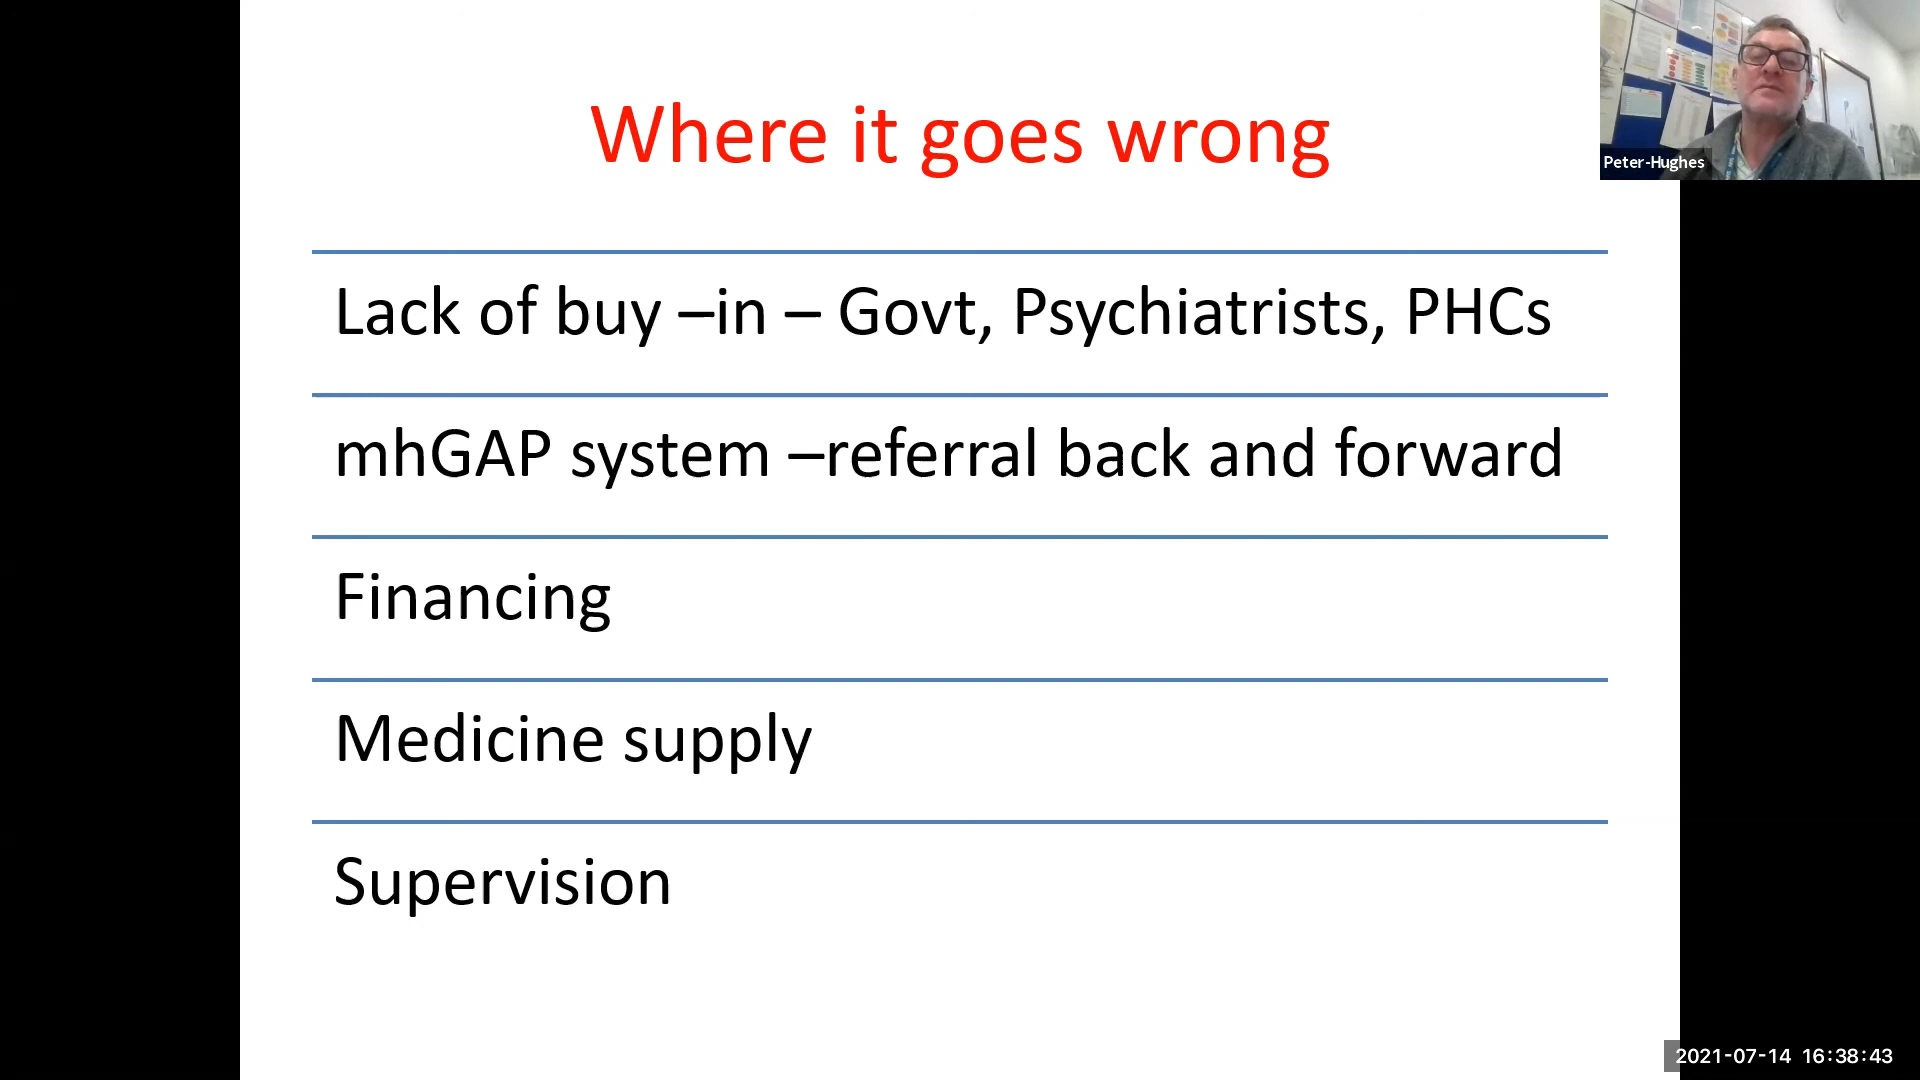 Where it goes wrong
Peter-Hughes
Lack of buy –in – Govt, Psychiatrists, PHCs
mhGAP system –referral back and forward
Financing
Medicine supply
Supervision
2021-07-14 16:38:43